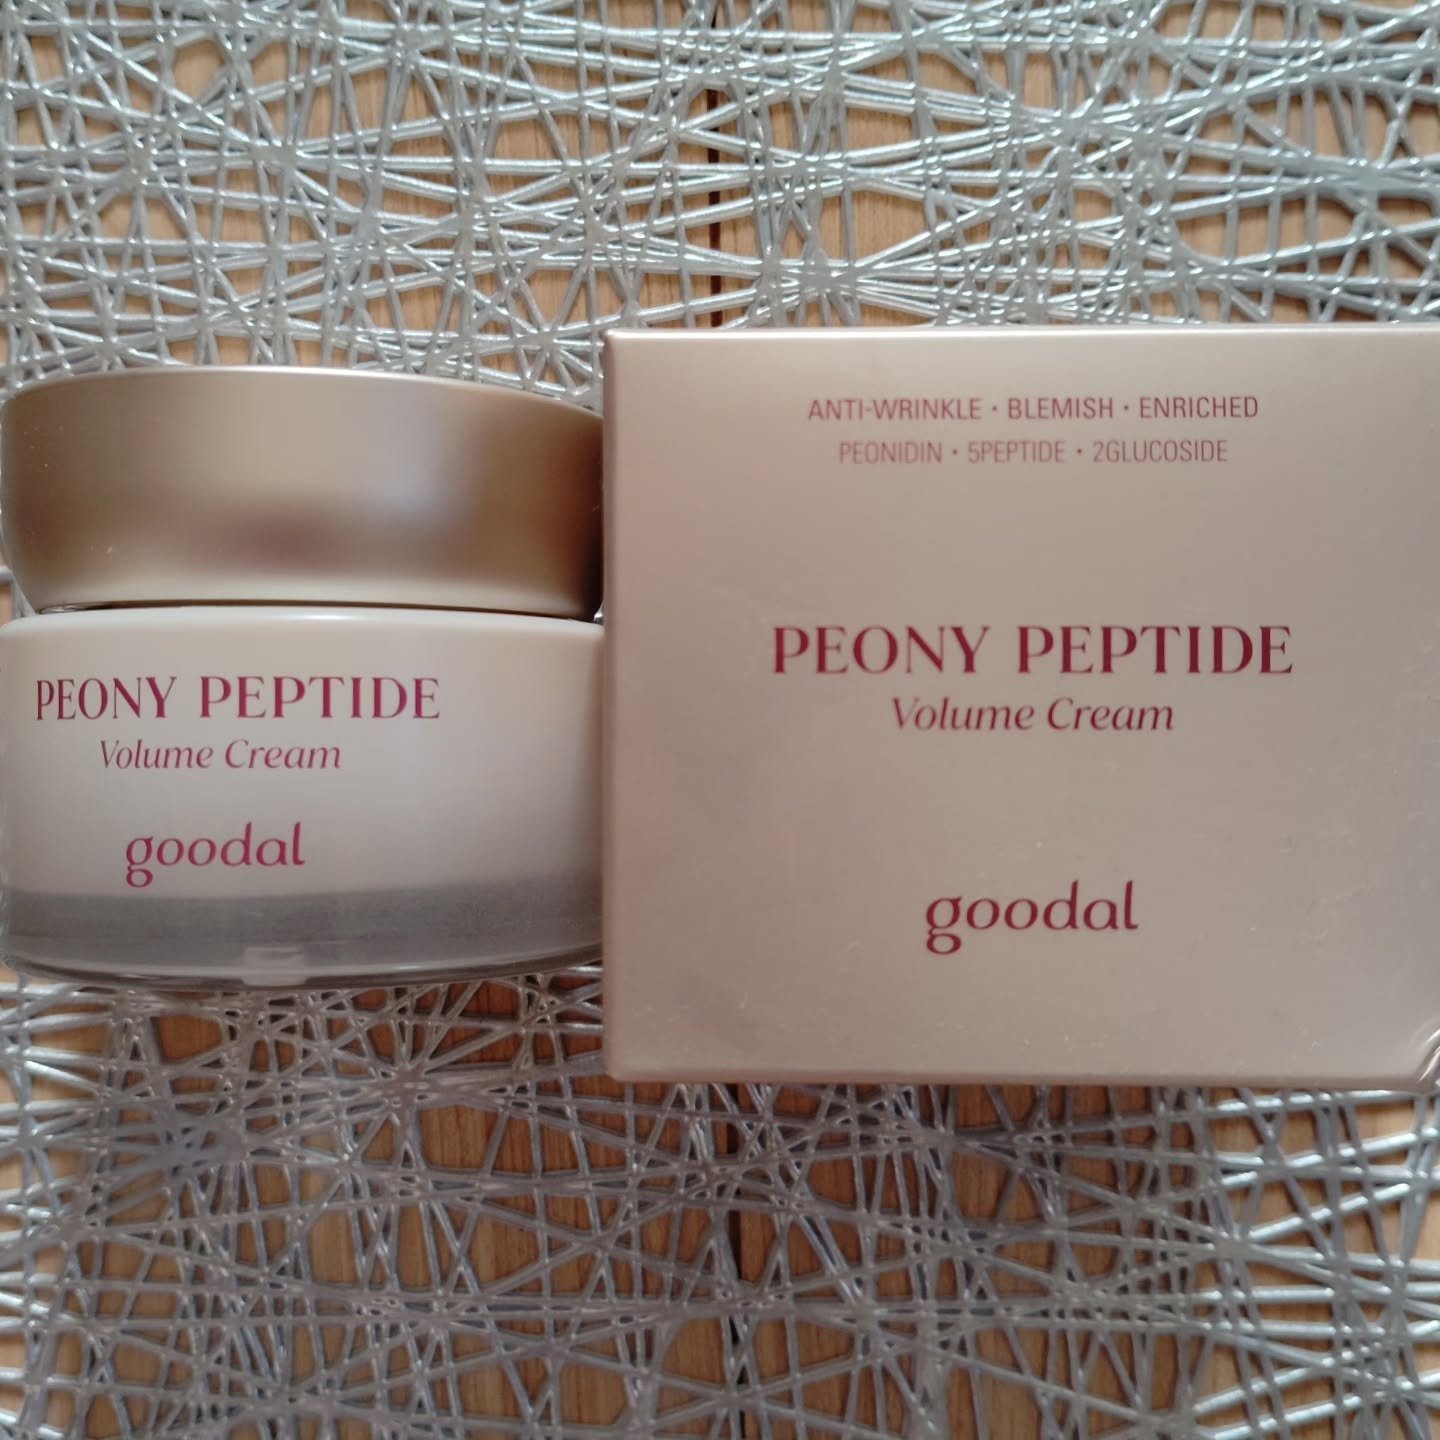 PEONY PEPTIDE
Volume Cream
goodal
ANTI-WRINKLE • BLEMISH • ENRICHED
PEONIDIN • 5PEPTIDE • 2GLUCOSIDE
PEONY PEPTIDE
Volume Cream
goodal